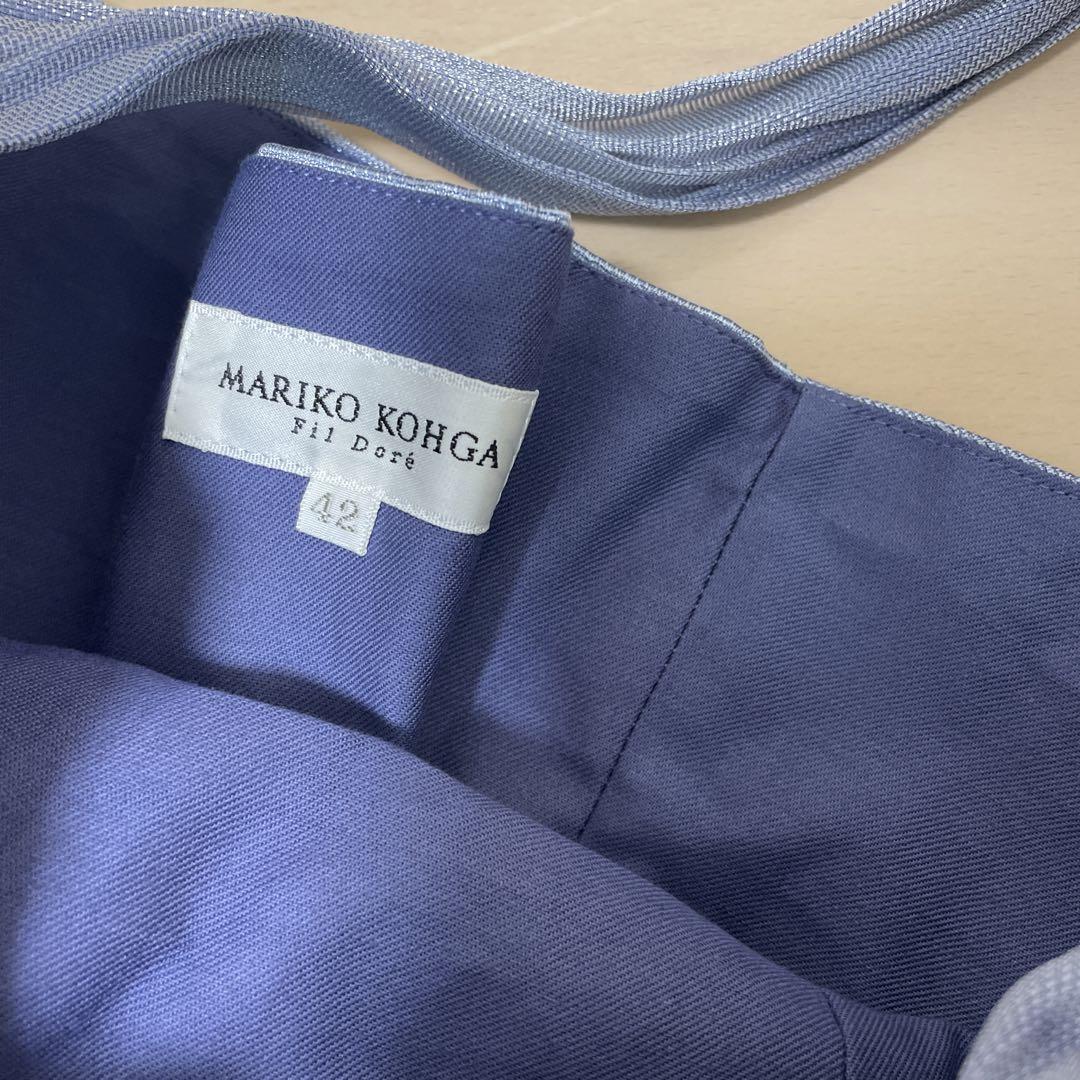 MARIKO KOHGA
Fil Doré
42